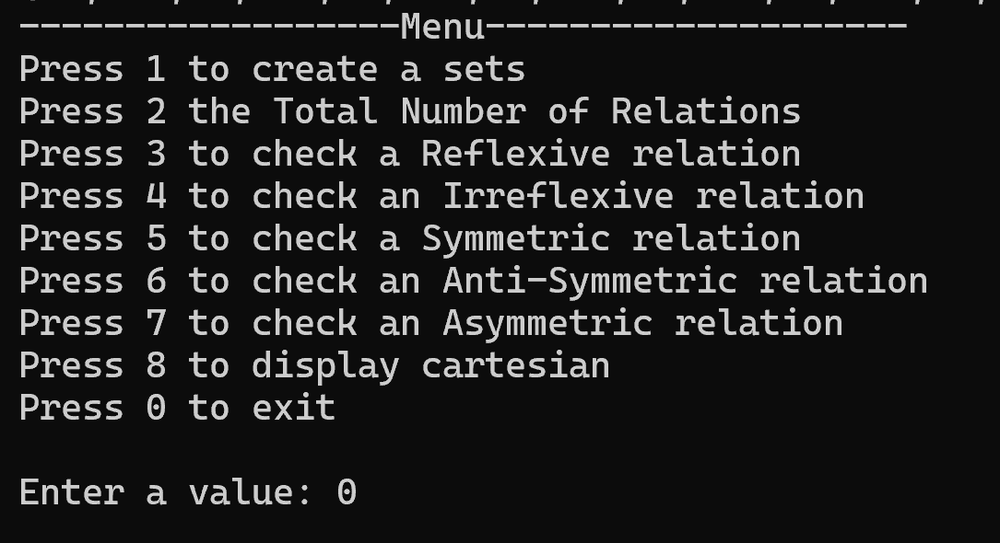 ------------------Menu--------------------
Press 1 to create a sets
Press 2 the Total Number of Relations
Press 3 to check a Reflexive relation
Press 4 to check an Irreflexive relation
Press 5 to check a Symmetric relation
Press 6 to check an Anti-Symmetric relation
Press 7 to check an Asymmetric relation
Press 8 to display cartesian
Press 0 to exit
Enter a value: 0